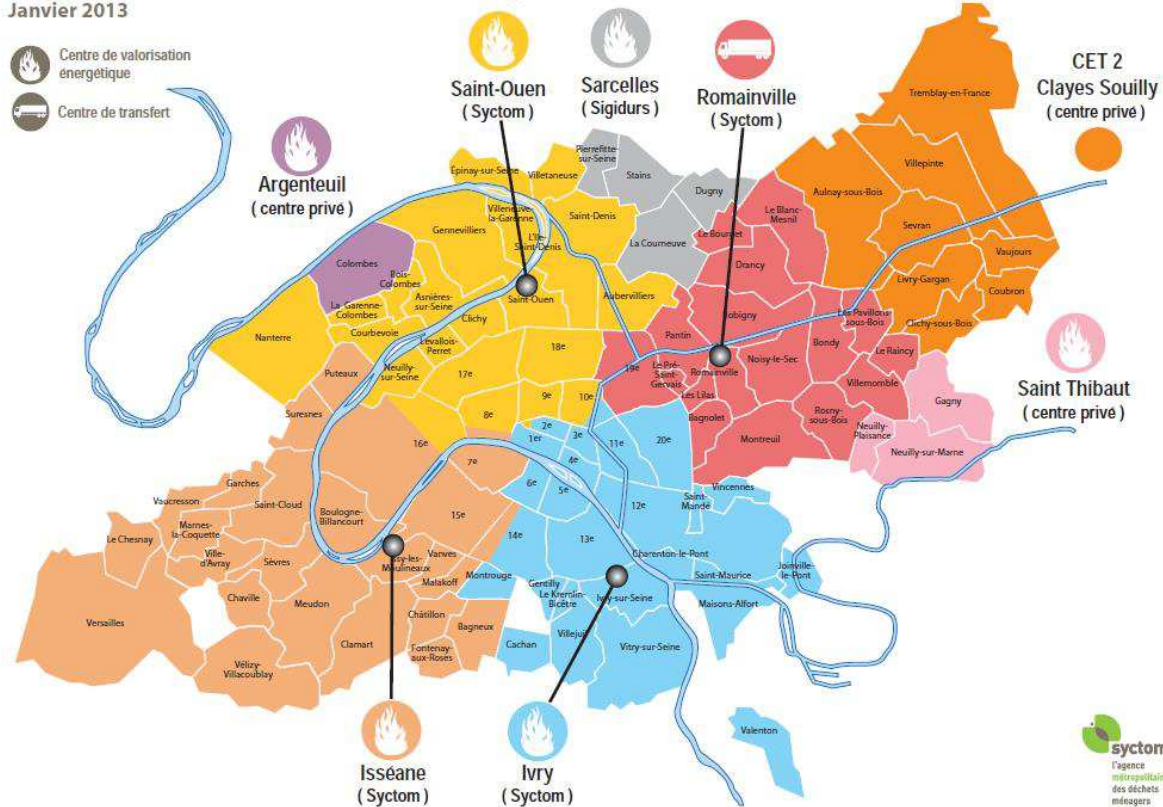 Janvier 2013
Centre de valorisation
énergétique
Centre de transfert
Argenteuil
( centre privé )
Saint-Ouen
( Syctom )
Sarcelles
( Sigidurs )
Romainville
( Syctom )
CET 2
Clayes Souilly
(centre privé )
Saint Thibaut
( centre privé )
Tremblay-en-France
Villepinte
Aulnay-sous-Bois
Sevran
Vaujours
Livry-Gargan
Coubron
Clichy-sous-Bois
Pierrefitte-
sur-Seine
Stains
Dugny
La Courneuve
Épinay-sur-Seine
Villetaneuse
Villeneuve-
la-Garenne
Saint-Denis
L'Ile-
Saint-Denis
Gennevilliers
Colombes
Bois-
Colombes
La Garenne-
Colombes
Asnières-
sur-Seine
Saint-Ouen
Aubervilliers
Clichy
Courbevoie
Levallois-
Perret
Nanterre
Neuilly-
sur-Seine
17e
18e
8e
9e
10e
Le Blanc-
Mesnil
Le Bourget
Drancy
Bobigny
Les Pavillons-
sous-Bois
Pantin
Bondy
Le Raincy
Noisy-le-Sec
19e
Le Pré-
Saint-
Gervais
Romainville
Les Lilas
Villemomble
Bagnolet
Rosny-
sous-Bois
Montreuil
Gagny
Neuilly-
Plaisance
Neuilly-sur-Marne
Puteaux
Suresnes
16e
7e
15e
Garches
Vaucresson
Saint-Cloud
Marnes-
la-Coquette
Boulogne-
Billancourt
Le Chesnay
Ville-
d'Avray
Sèvres
Issy-les-
Moulineaux
Vanves
Malakoff
Chaville
Meudon
Versailles
Châtillon
Bagneux
Clamart
Fontenay-
aux-Roses
Vélizy-
Villacoublay
2e
1er
3e
4e
11e
20e
6e
5e
12e
14e
13e
Saint-
Mandé
Vincennes
Charenton-le-Pont
Saint-Maurice
Joinville-
le-Pont
Maisons-Alfort
Montrouge
Gentilly
Le Kremlin-
Bicêtre
Ivry-sur-Seine
Villejuif
Cachan
Vitry-sur-Seine
Valenton
Isséane
( Syctom )
Ivry
( Syctom )
syctom
l'agence
métropolitaine
des déchets
ménagers